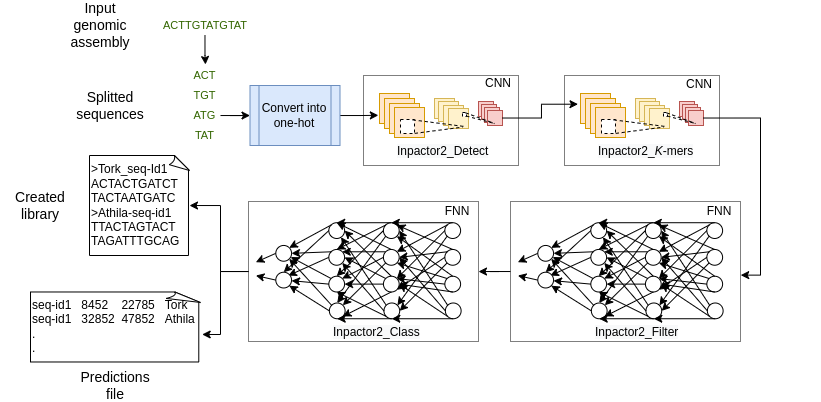 Input
genomic
assembly
ACTTGTATGTAT
Splitted
sequences
ACT
TGT
ATG
TAT
Convert into
one-hot
CNN
Inpactor2_Detect
CNN
Inpactor2_K-mers
Created
library
>Tork_seq-Id1
ACTACTGATCT
TACTAATGATC
>Athila-seq-id1
TTACTAGTACT
TAGATTTGCAG
FNN
Inpactor2_Class
FNN
Inpactor2_Filter
seq-id1 8452 22785 Tork
seq-id1 32852 47852 Athila
.
.
Predictions
file